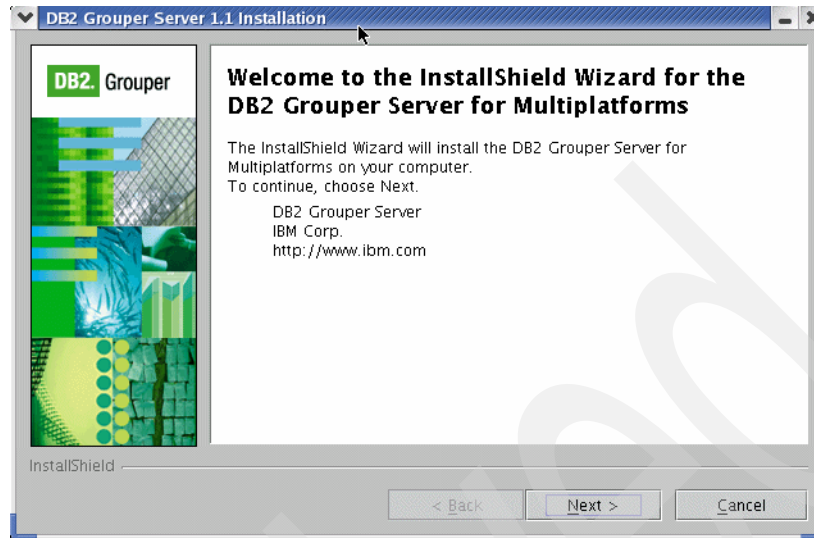 DB2 Grouper Server 1.1 Installation
DB2. Grouper
Welcome to the InstallShield Wizard for the
DB2 Grouper Server for Multiplatforms
The InstallShield Wizard will install the DB2 Grouper Server for
Multiplatforms on your computer.
To continue, choose Next.
DB2 Grouper Server
IBM Corp.
http://www.ibm.com
InstallShield
< Back
Next >
Cancel